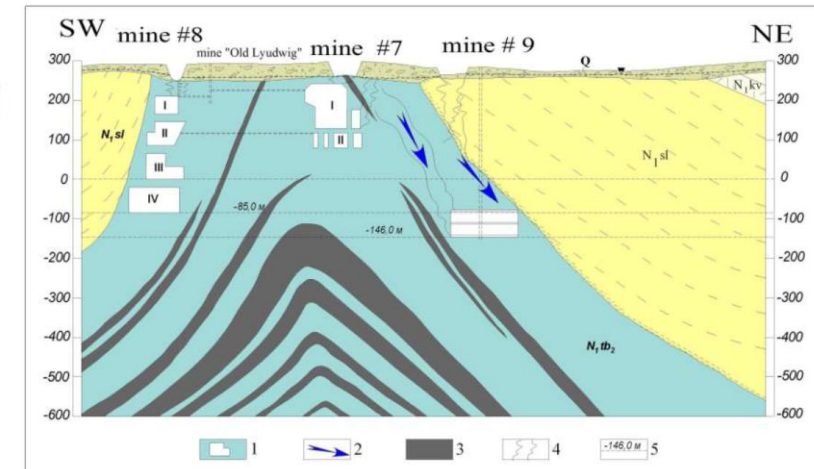 SW
NE
mine #8
mine "Old Lyudwig"
mine #7
mine # 9
Q
300
200
100
0
-100
-200
-300
-400
-500
-600
300
200
100
0
-100
-200
-300
-400
-500
-600
N₁sl
I
II
III
IV
I
II
N₁kv
N₁sl
-85,0 м
-146,0 м
N₁tb₂
1
2
3
4
-146,0 м
5